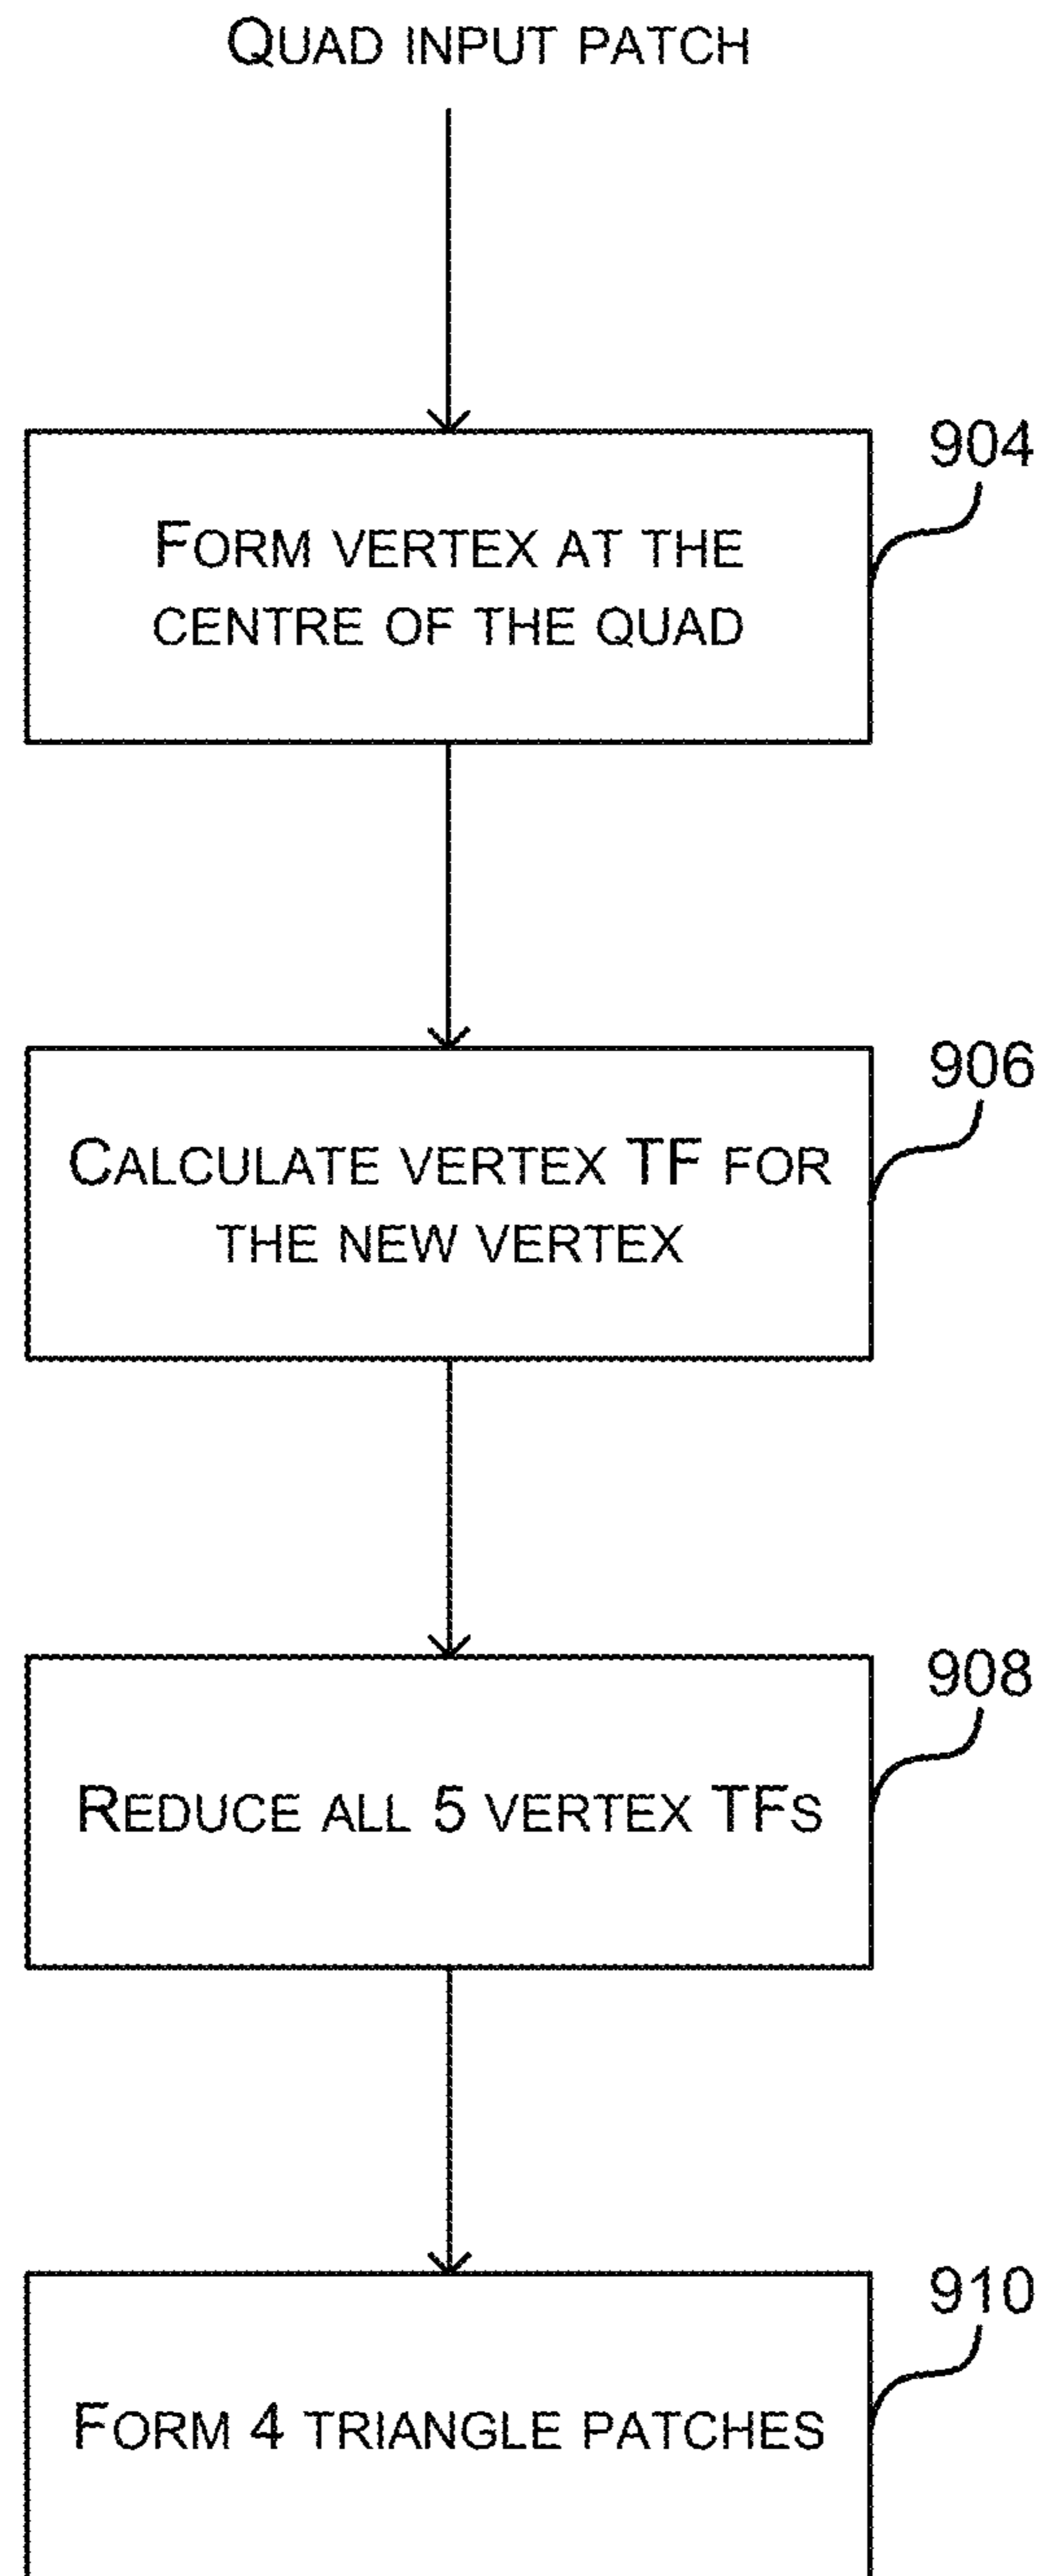 QUAD INPUT PATCH
904
FORM VERTEX AT THE
CENTRE OF THE QUAD
906
CALCULATE VERTEX TF FOR
THE NEW VERTEX
908
REDUCE ALL 5 VERTEX TFS
910
FORM 4 TRIANGLE PATCHES